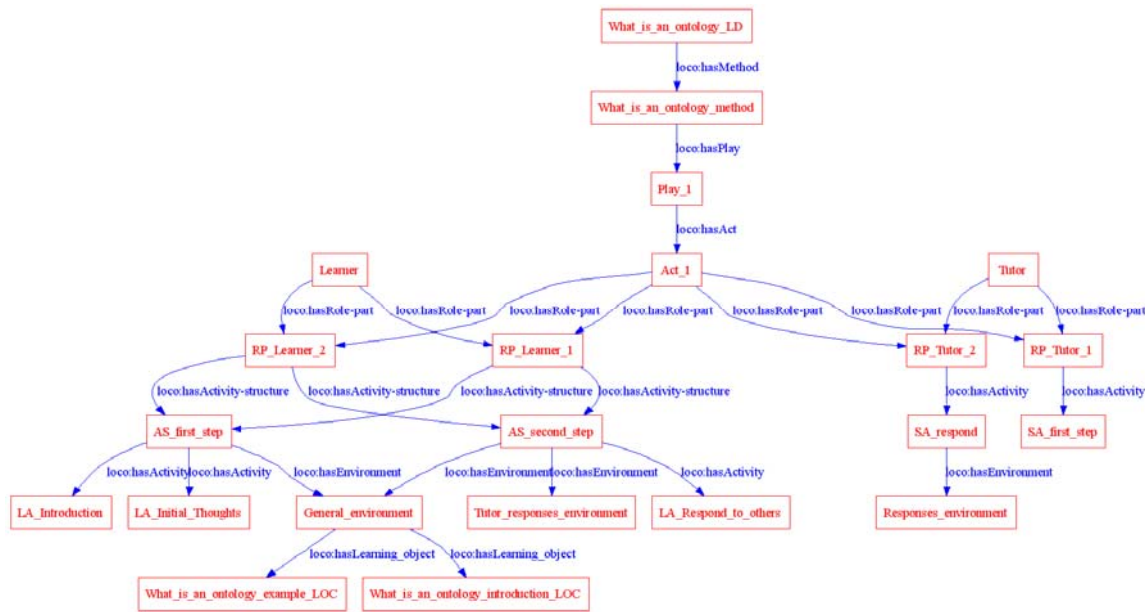 What_is_an_ontology_LD
loco:hasMethod
What_is_an_ontology_method
loco:hasPlay
Play_1
loco:hasAct
Learner
Act_1
Tutor
loco:hasRole-part
loco:hasRole-part
loco:hasRole-part
loco:hasRole-part
loco:hasRole-part
loco:hasRole-part
loco:hasRole-part
loco:hasRole-part
RP_Learner_2
RP_Learner_1
RP_Tutor_2
RP_Tutor_1
loco:hasActivity-structure
loco:hasActivity-structure
loco:hasActivity-structure
loco:hasActivity-structure
loco:hasActivity
loco:hasActivity
AS_first_step
AS_second_step
SA_respond
SA_first_step
loco:hasActivity
loco:hasActivity
loco:hasEnvironment
loco:hasEnvironment
loco:hasEnvironment
loco:hasActivity
loco:hasEnvironment
LA_Introduction
LA_Initial_Thoughts
General_environment
Tutor_responses_environment
LA_Respond_to_others
Responses_environment
loco:hasLearning_object
loco:hasLearning_object
What_is_an_ontology_example_LOC
What_is_an_ontology_introduction_LOC